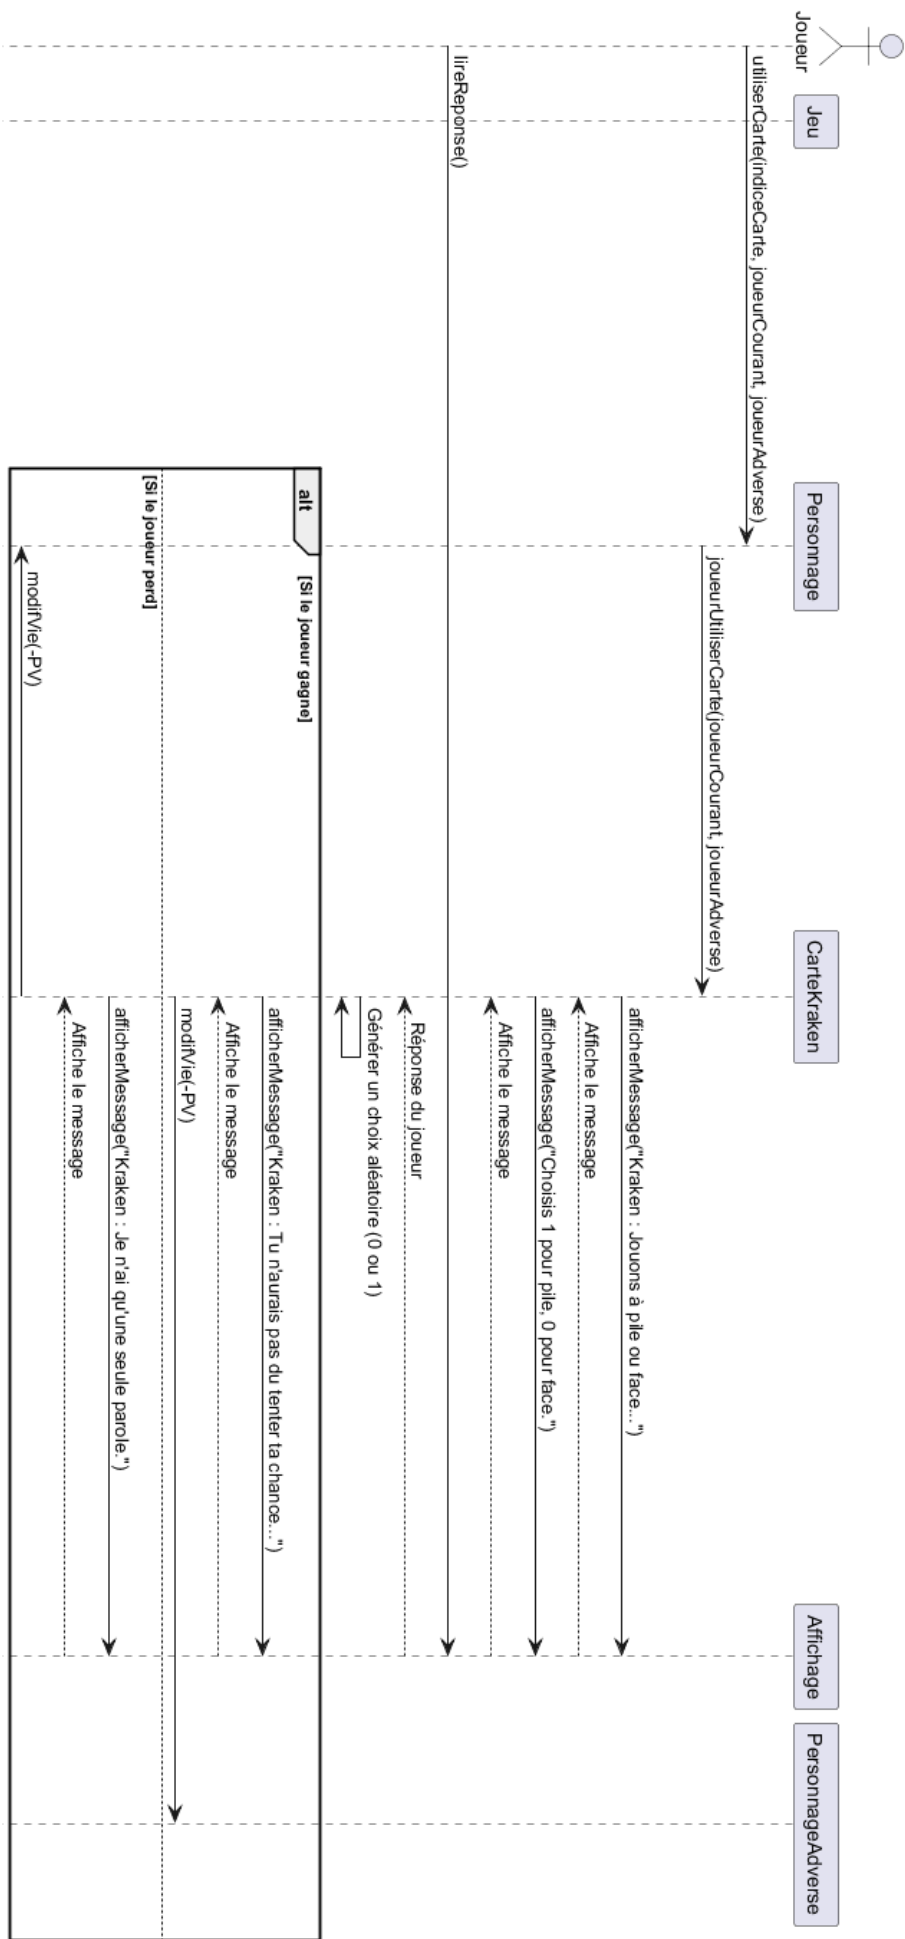 Joueur
Jeu
Personnage
CarteKraken
Affichage
PersonnageAdverse
utiliserCarte(indiceCarte, joueurCourant, joueurAdverse)
joueurUtiliserCarte(joueurCourant, joueurAdverse)
afficherMessage("Kraken : Jouons à pile ou face...")
Affiche le message
afficherMessage("Choisis 1 pour pile, 0 pour face.")
Affiche le message
lireReponse()
Réponse du joueur
Générer un choix aléatoire (0 ou 1)
alt
[Si le joueur gagne]
afficherMessage("Kraken : Tu n'aurais pas du tenter ta chance...")
Affiche le message
modifVie(-PV)
[Si le joueur perd]
afficherMessage("Kraken : Je n'ai qu'une seule parole.")
Affiche le message
modifVie(-PV)